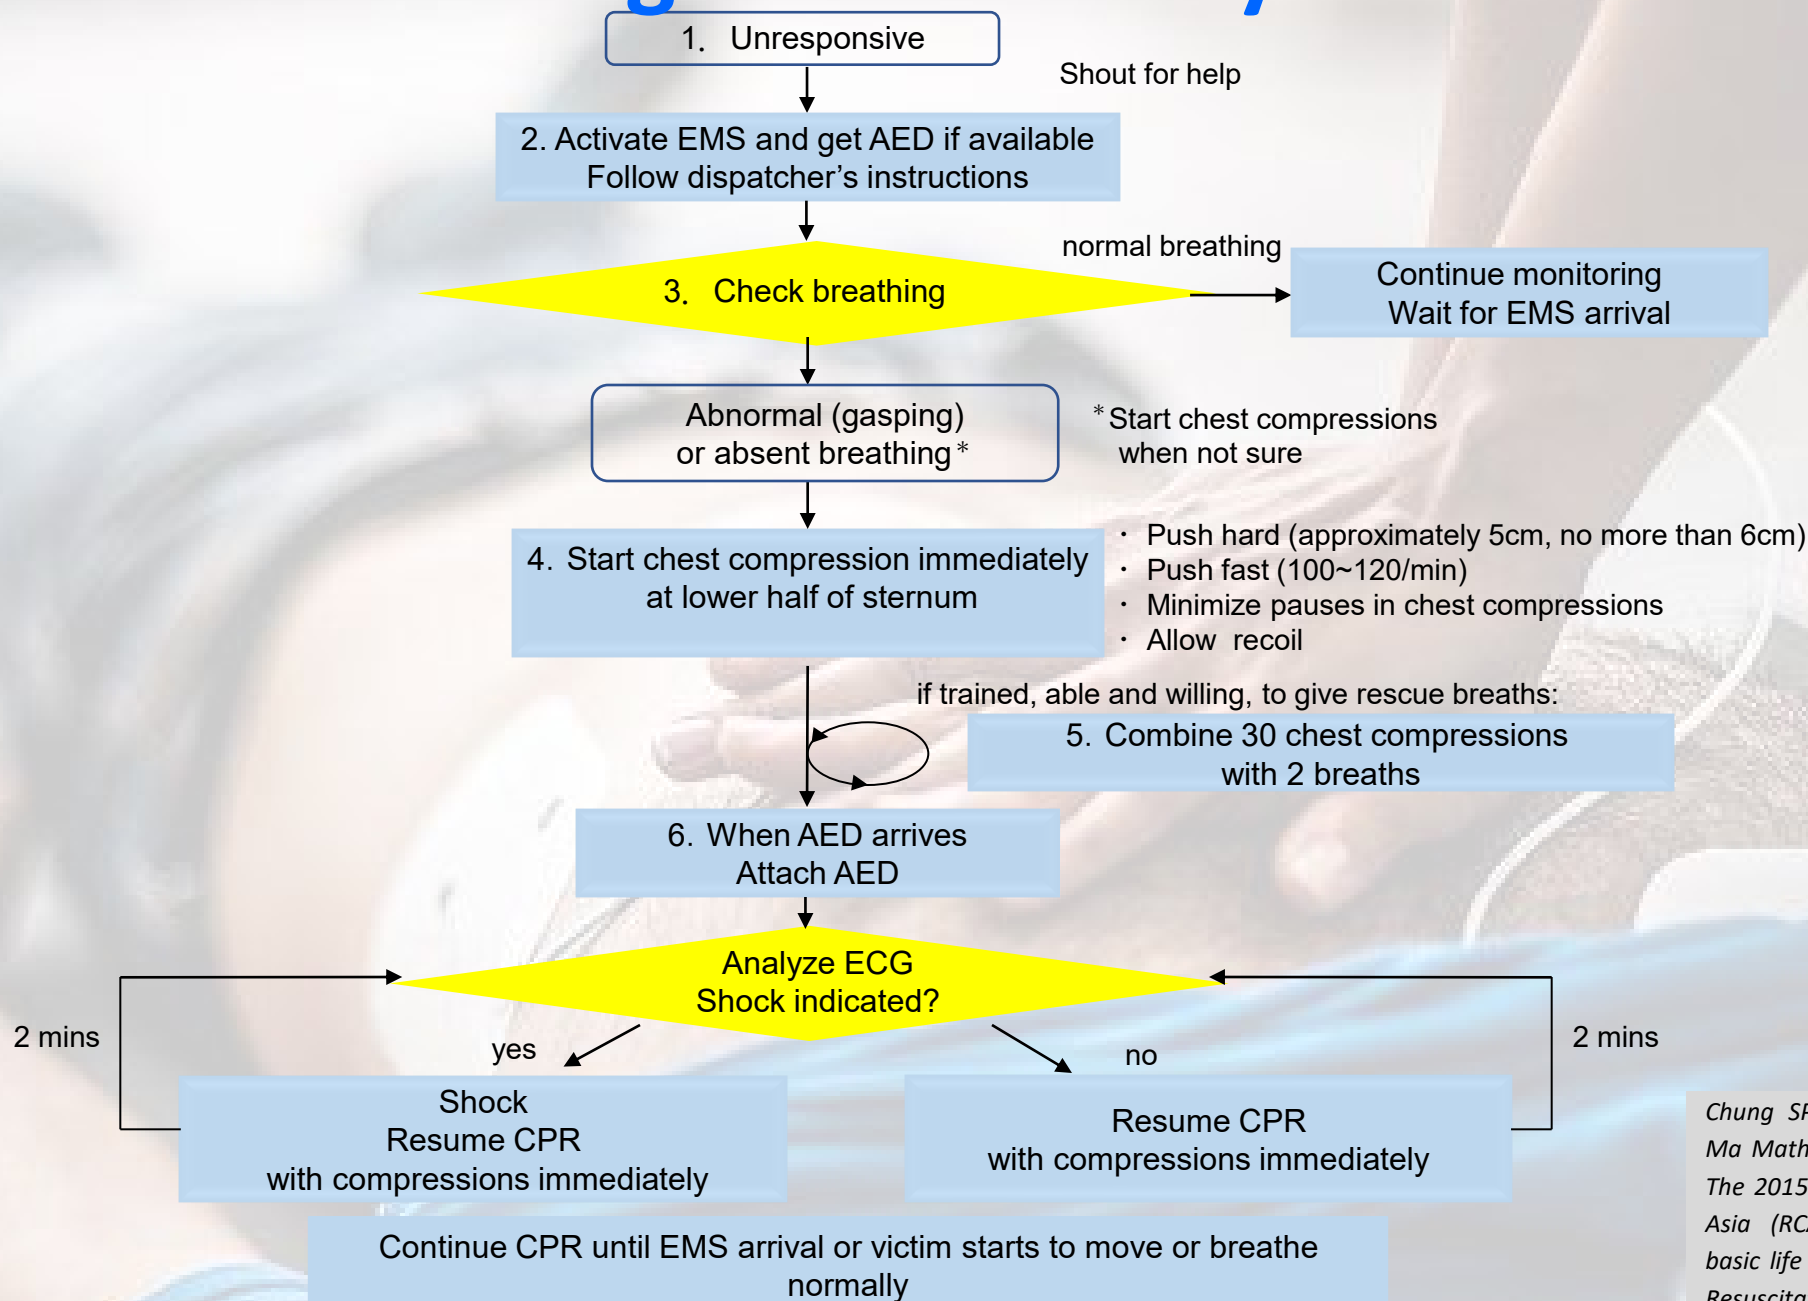 1. Unresponsive
Shout for help
2. Activate EMS and get AED if available
Follow dispatcher's instructions
normal breathing
3. Check breathing
Continue monitoring
Wait for EMS arrival
Abnormal (gasping)
or absent breathing*
*Start chest compressions
when not sure
4. Start chest compression immediately
at lower half of sternum
· Push hard (approximately 5cm, no more than 6cm)
· Push fast (100~120/min)
· Minimize pauses in chest compressions
· Allow recoil
if trained, able and willing, to give rescue breaths:
5. Combine 30 chest compressions
with 2 breaths
6. When AED arrives
Attach AED
Analyze ECG
Shock indicated?
2 mins
yes
no
2 mins
Shock
Resume CPR
with compressions immediately
Resume CPR
with compressions immediately
Continue CPR until EMS arrival or victim starts to move or breathe
normally
Chung
Ma
The 2015
Asia
basic life